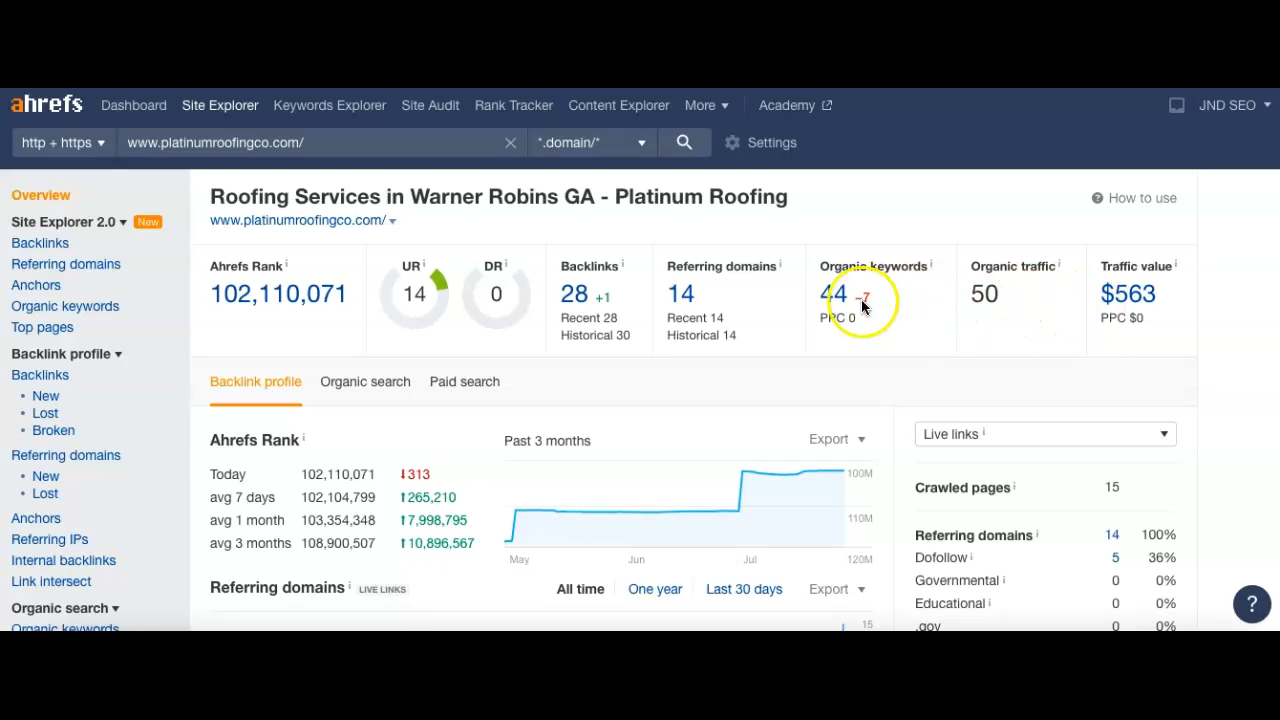 ahrefs Dashboard Site Explorer Keywords Explorer Site Audit Rank Tracker Content Explorer More Academy JND SEO
http + https www.platinumroofingco.com/ *.domain/* Settings
Overview
Site Explorer 2.0 New
Backlinks
Referring domains
Anchors
Organic keywords
Top pages
Backlink profile
Backlinks
• New
• Lost
• Broken
Referring domains
• New
• Lost
Anchors
Referring IPs
Internal backlinks
Link intersect
Organic search
Organic keywords
Roofing Services in Warner Robins GA - Platinum Roofing
How to use
www.platinumroofingco.com/
Ahrefs Rank i
102,110,071
UR i
14
DR i
0
Backlinks i
28 +1
Recent 28
Historical 30
Referring domains i
14
Recent 14
Historical 14
Organic keywords i
44 -7
PPC 0
Organic traffic i
50
Traffic value i
$563
PPC $0
Backlink profile Organic search Paid search
Ahrefs Rank i
Today 102,110,071 ↓313
avg 7 days 102,104,799 ↑265,210
avg 1 month 103,354,348 ↑7,998,795
avg 3 months 108,900,507 ↑10,896,567
Past 3 months Export
100M
110M
120M
May Jun Jul
Referring domains i LIVE LINKS All time One year Last 30 days Export
15
Live links i
Crawled pages i 15
Referring domains i 14 100%
Dofollow i 5 36%
Governmental i 0 0%
Educational i 0 0%
.gov 0 0%
?